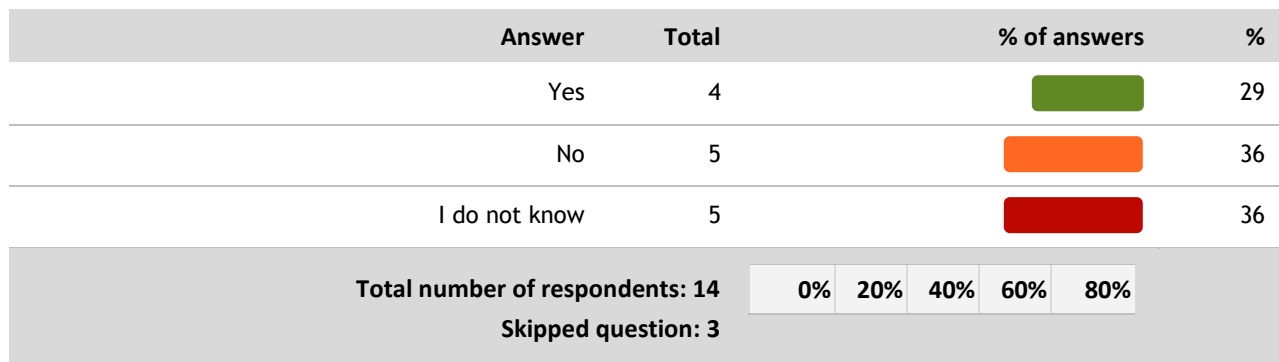 Answer Total % of answers %
Yes 4 29
No 5 36
I do not know 5 36
Total number of respondents: 14 0% 20% 40% 60% 80%
Skipped question: 3